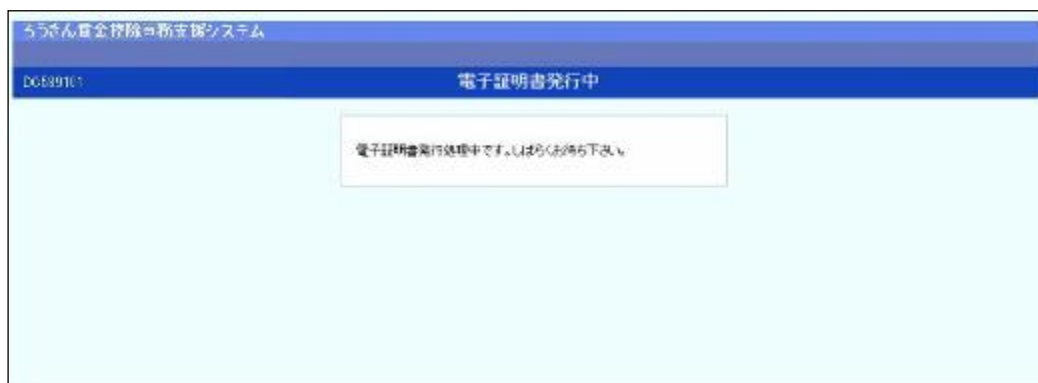 ろうきん賃金控除事務支援システム
電子証明書発行中
電子証明書発行処理中です。しばらくお待ち下さい。